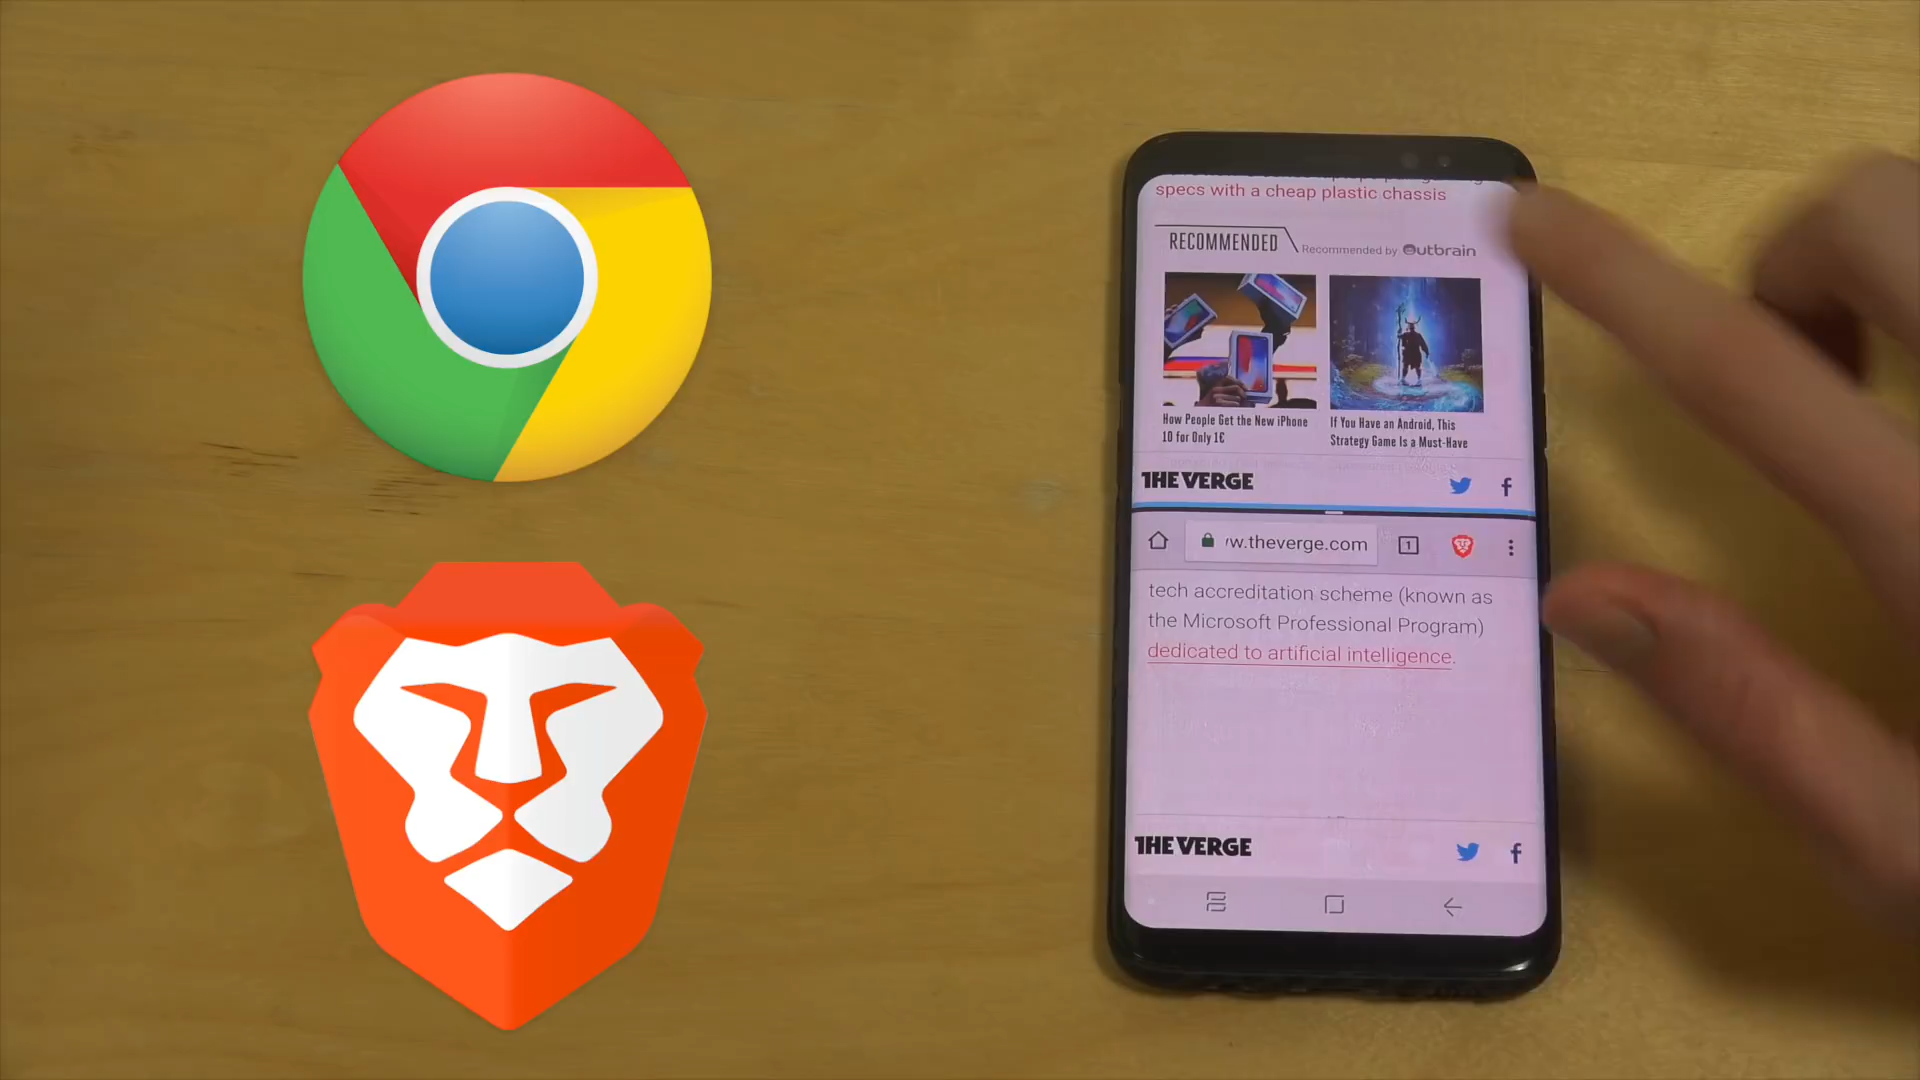 specs with a cheap plastic chassis
RECOMMENDED
Recommended by Outbrain
How People Get the New iPhone
10 for Only 1€
If You Have an Android, This
Strategy Game Is a Must-Have
THE VERGE
w.theverge.com
1
tech accreditation scheme (known as
the Microsoft Professional Program)
dedicated to artificial intelligence.
THE VERGE